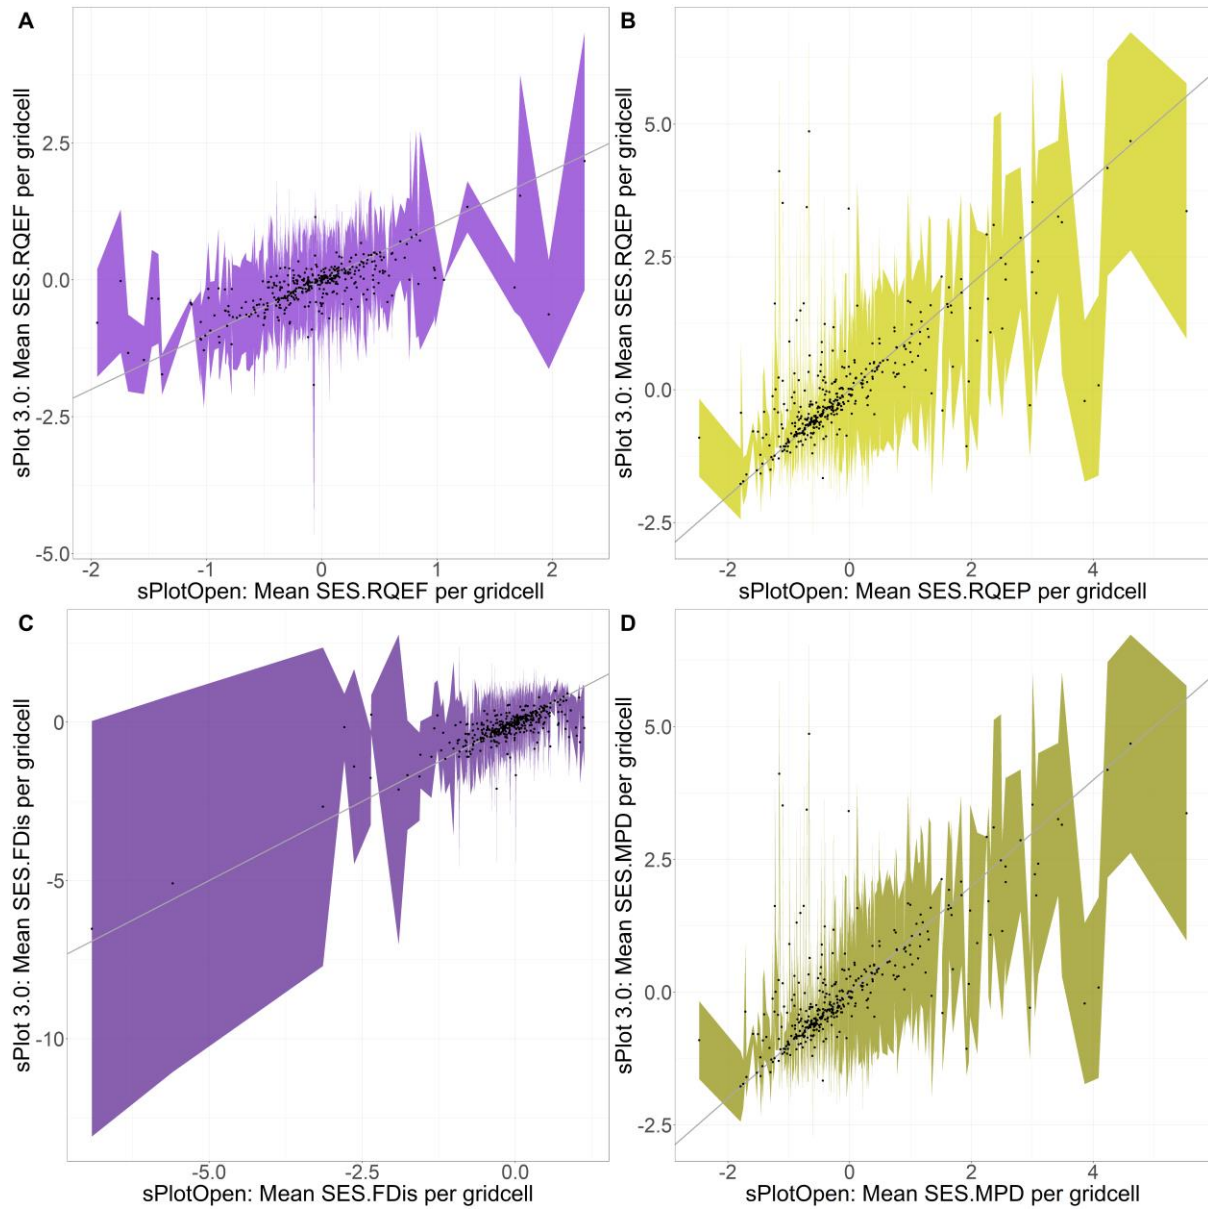 A
sPlot 3.0: Mean SES.RQEF per gridcell
2.5
0.0
-2.5
-5.0
-2 -1 0 1 2
sPlotOpen: Mean SES.RQEF per gridcell
B
sPlot 3.0: Mean SES.RQEP per gridcell
5.0
2.5
0.0
-2.5
-2 0 2 4
sPlotOpen: Mean SES.RQEP per gridcell
C
sPlot 3.0: Mean SES.FDis per gridcell
0
-5
-10
-5.0 -2.5 0.0
sPlotOpen: Mean SES.FDis per gridcell
D
sPlot 3.0: Mean SES.MPD per gridcell
5.0
2.5
0.0
-2.5
-2 0 2 4
sPlotOpen: Mean SES.MPD per gridcell